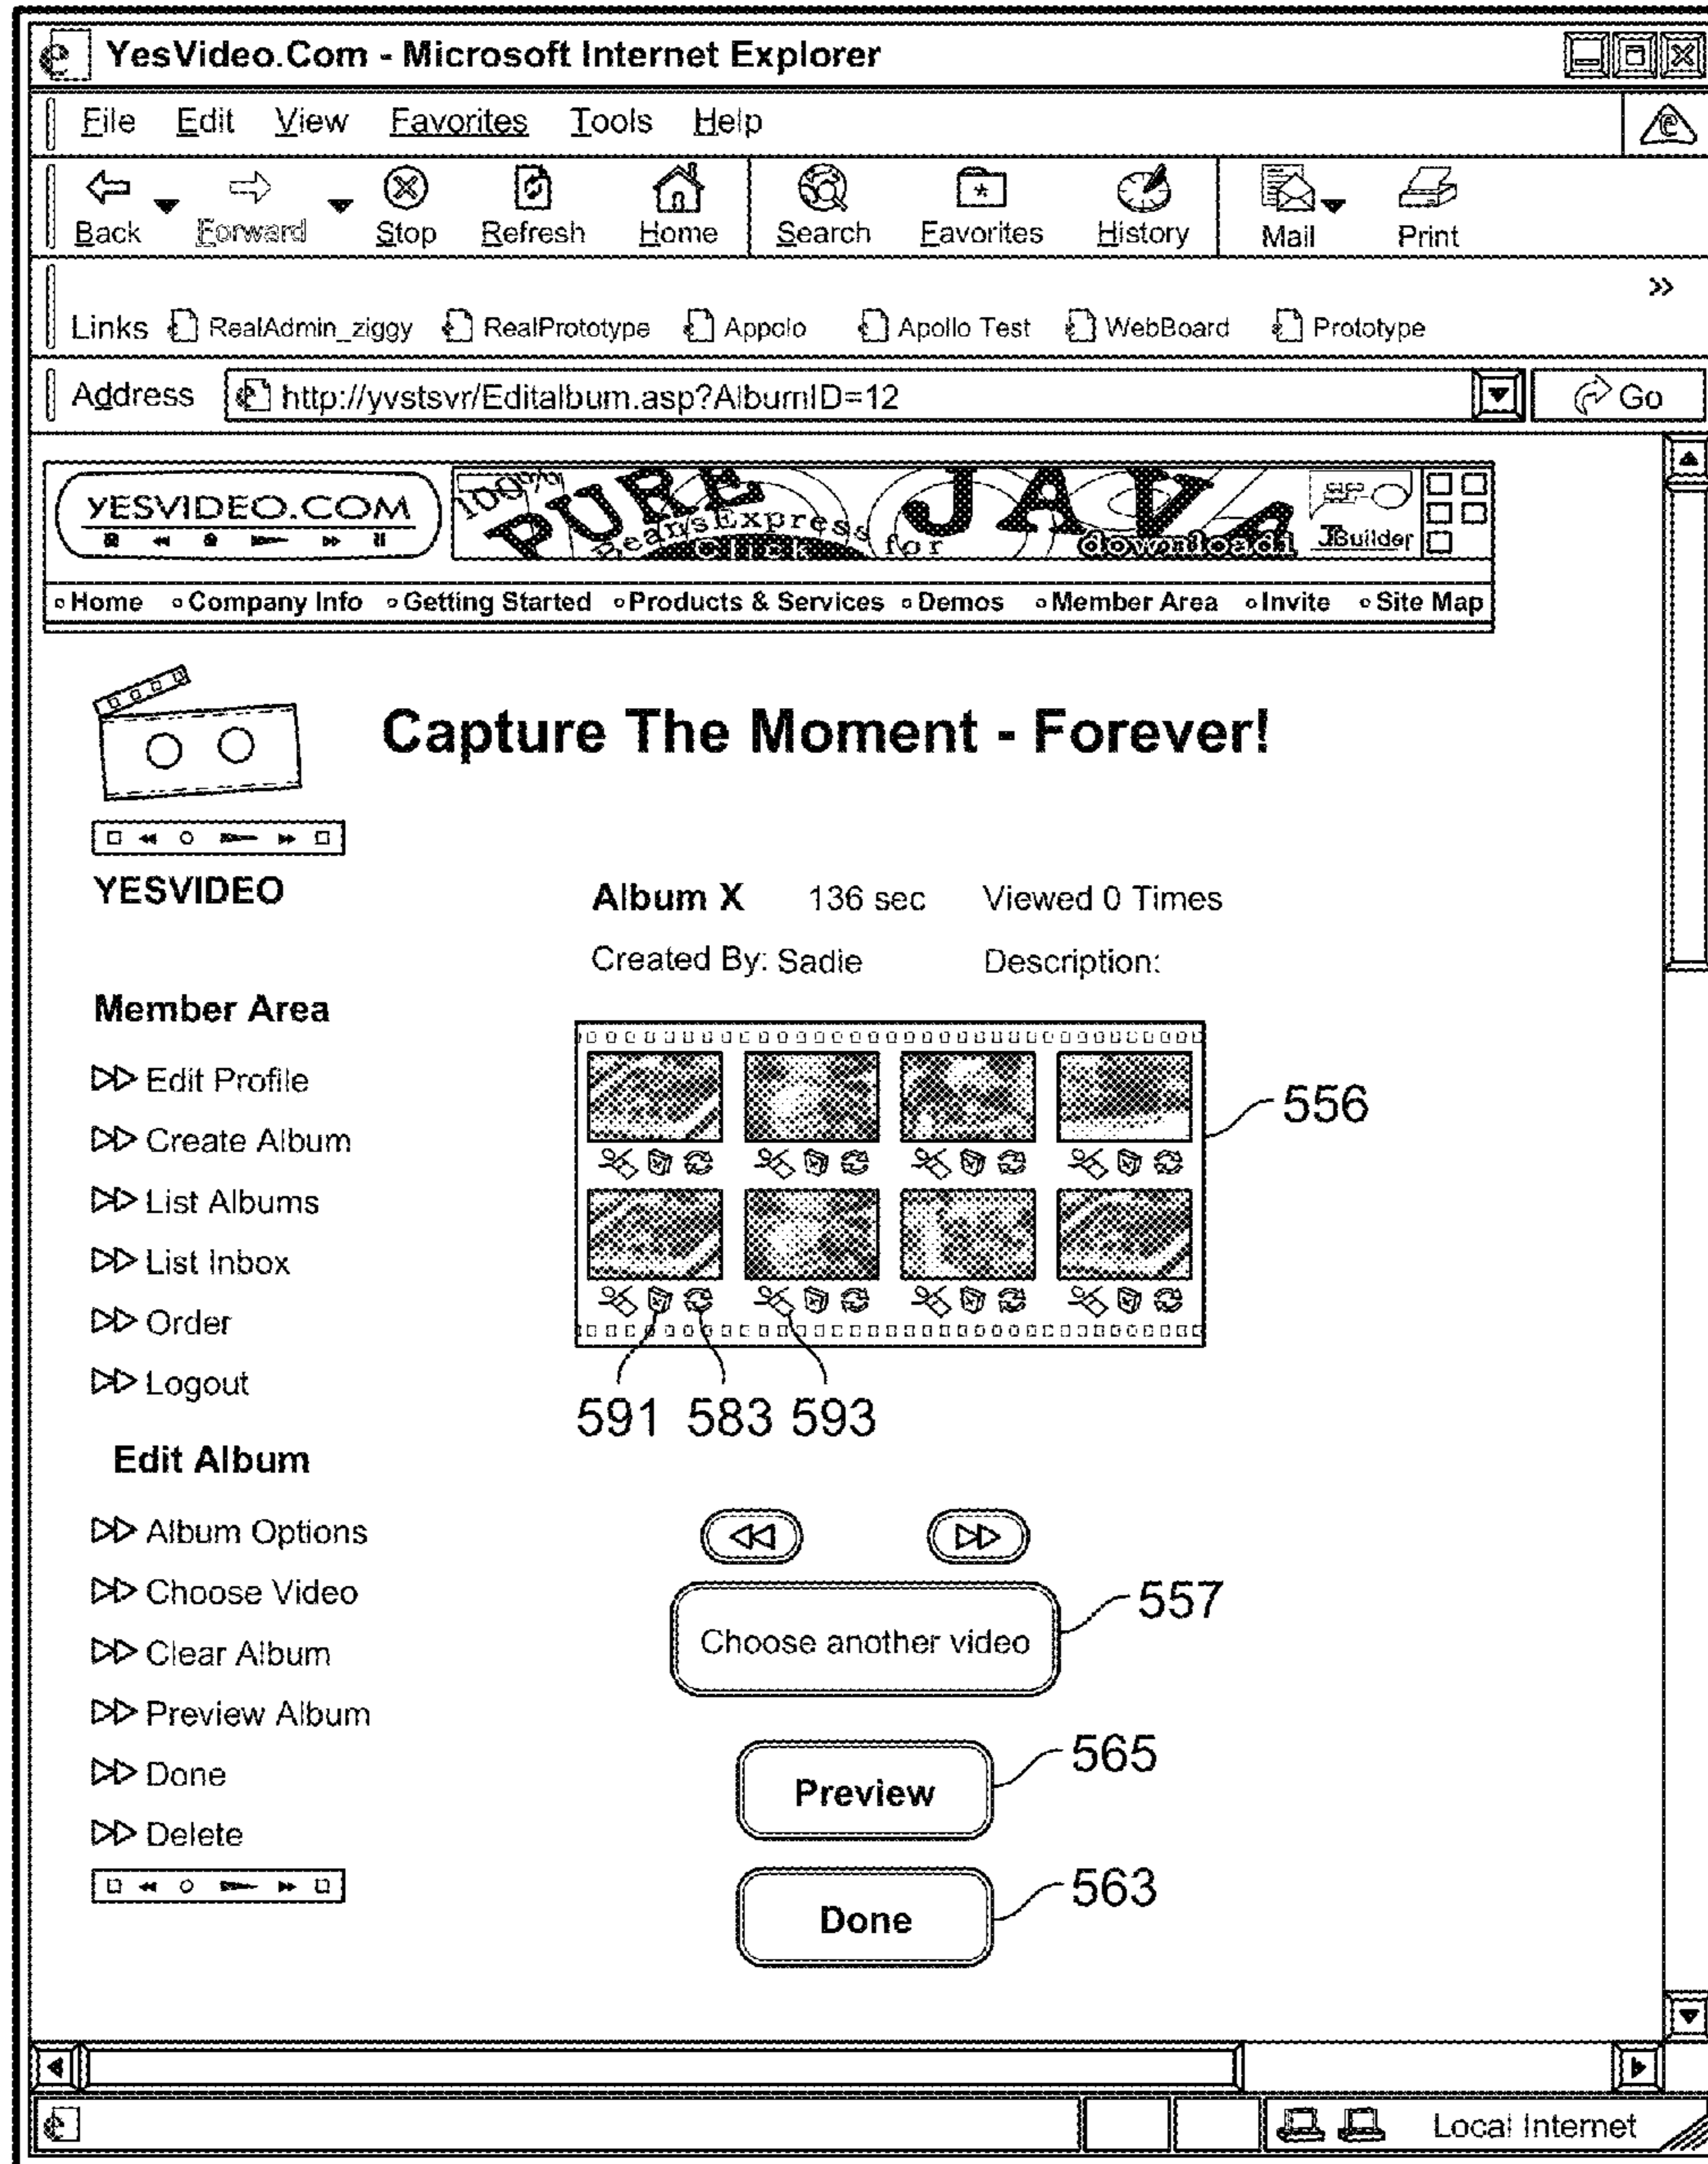 YesVideo.Com - Microsoft Internet Explorer
File Edit View Favorites Tools Help
Back Forward Stop Refresh Home Search Favorites History Mail Print
»
Links RealAdmin_ziggy RealPrototype Appolo Apollo Test WebBoard Prototype
Address http://yvstsvr/Editalbum.asp?AlbumID=12 Go
YESVIDEO.COM
100% PURE JAVA
BeansExpress for
click download! JBuilder
Home Company Info Getting Started Products & Services Demos Member Area Invite Site Map
Capture The Moment - Forever!
YESVIDEO
Album X 136 sec Viewed 0 Times
Created By: Sadie Description:
Member Area
Edit Profile
Create Album
List Albums
List Inbox
Order
Logout
556
591 583 593
Edit Album
Album Options
Choose Video
Clear Album
Preview Album
Done
Delete
Choose another video
557
Preview
565
Done
563
Local Internet